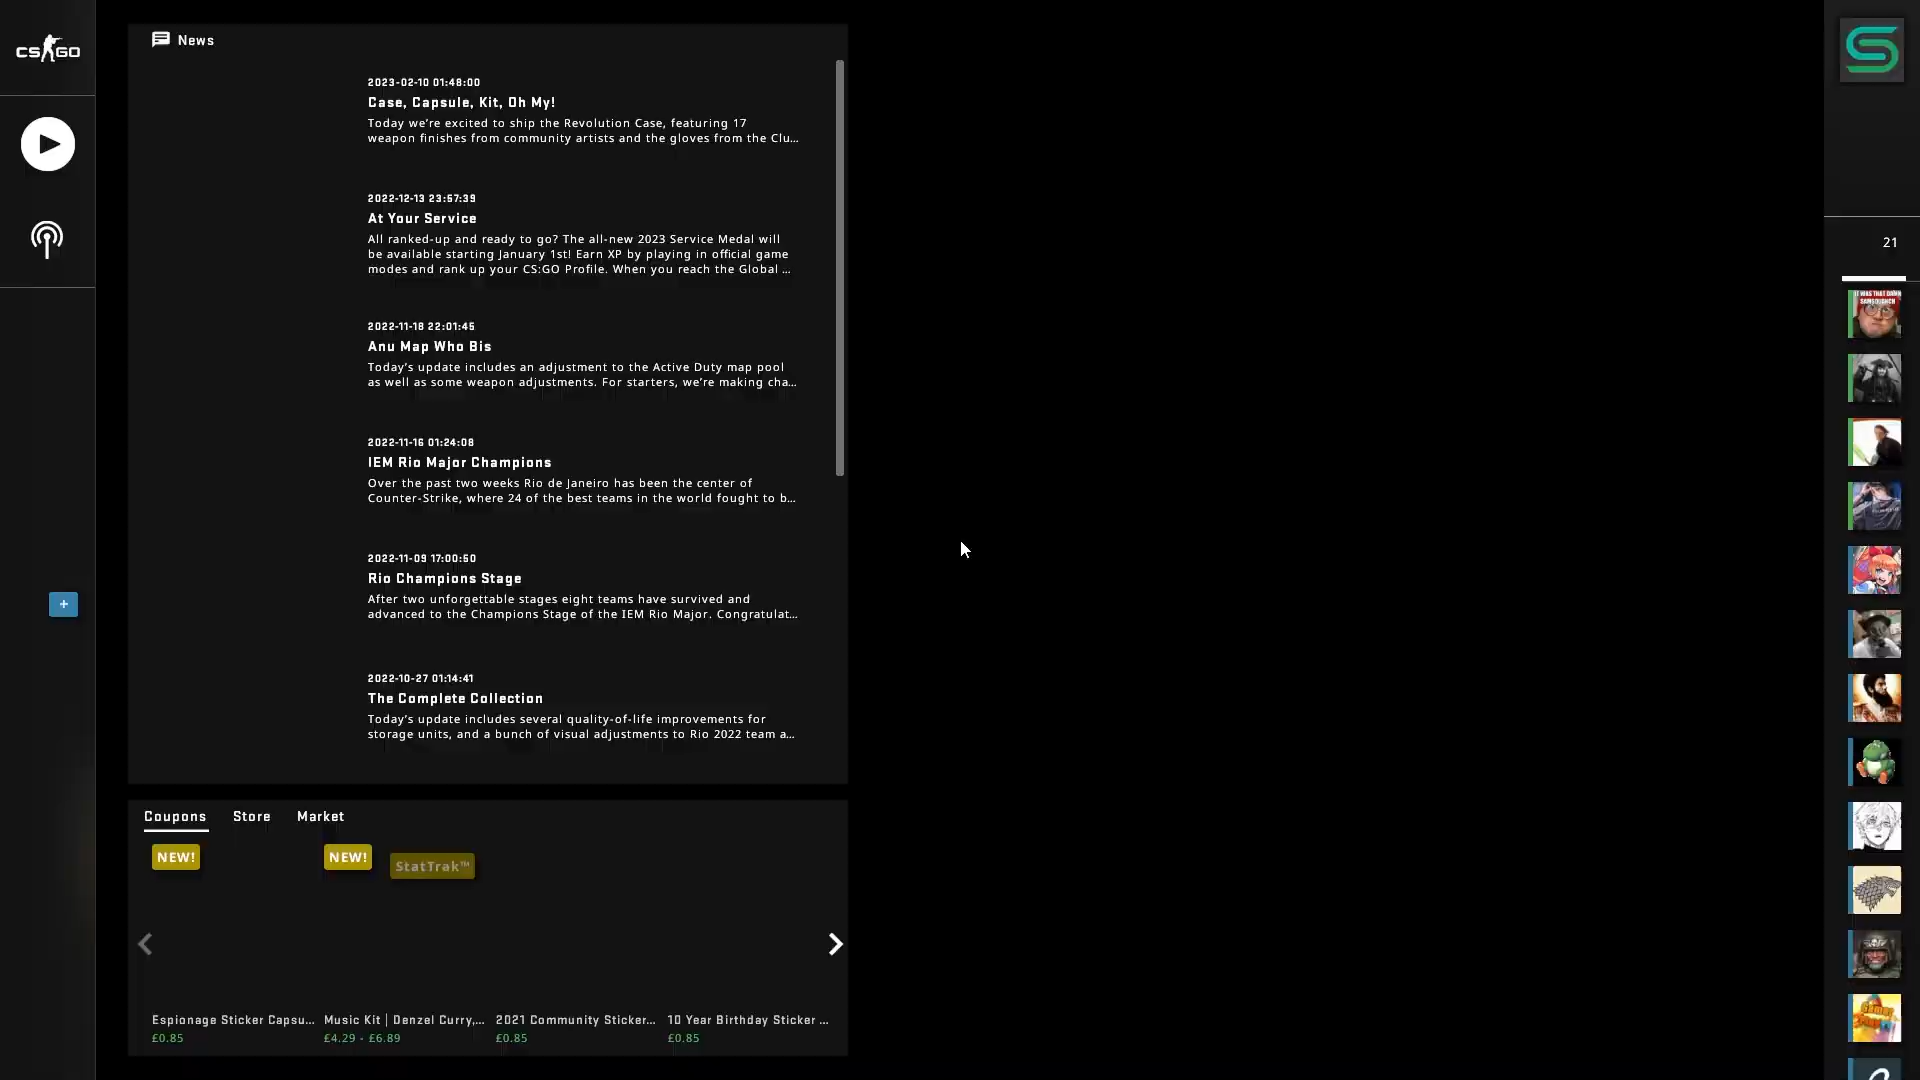 CS GO
News
2023-02-10 01:48:00
Case, Capsule, Kit, Oh My!
Today we’re excited to ship the Revolution Case, featuring 17
weapon finishes from community artists and the gloves from the Clu...
2022-12-13 23:57:39
At Your Service
All ranked-up and ready to go? The all-new 2023 Service Medal will
be available starting January 1st! Earn XP by playing in official game
modes and rank up your CS:GO Profile. When you reach the Global ...
2022-11-18 22:01:45
Anu Map Who Bis
Today’s update includes an adjustment to the Active Duty map pool
as well as some weapon adjustments. For starters, we’re making cha...
2022-11-16 01:24:08
IEM Rio Major Champions
Over the past two weeks Rio de Janeiro has been the center of
Counter-Strike, where 24 of the best teams in the world fought to b...
2022-11-09 17:00:50
Rio Champions Stage
After two unforgettable stages eight teams have survived and
advanced to the Champions Stage of the IEM Rio Major. Congratulat...
2022-10-27 01:14:41
The Complete Collection
Today’s update includes several quality-of-life improvements for
storage units, and a bunch of visual adjustments to Rio 2022 team a...
Coupons Store Market
NEW! NEW! StatTrak™
Espionage Sticker Capsu... Music Kit | Denzel Curry,... 2021 Community Sticker... 10 Year Birthday Sticker ...
£0.85 £4.29 - £6.89 £0.85 £0.85
21
IT WAS THAT DAMN